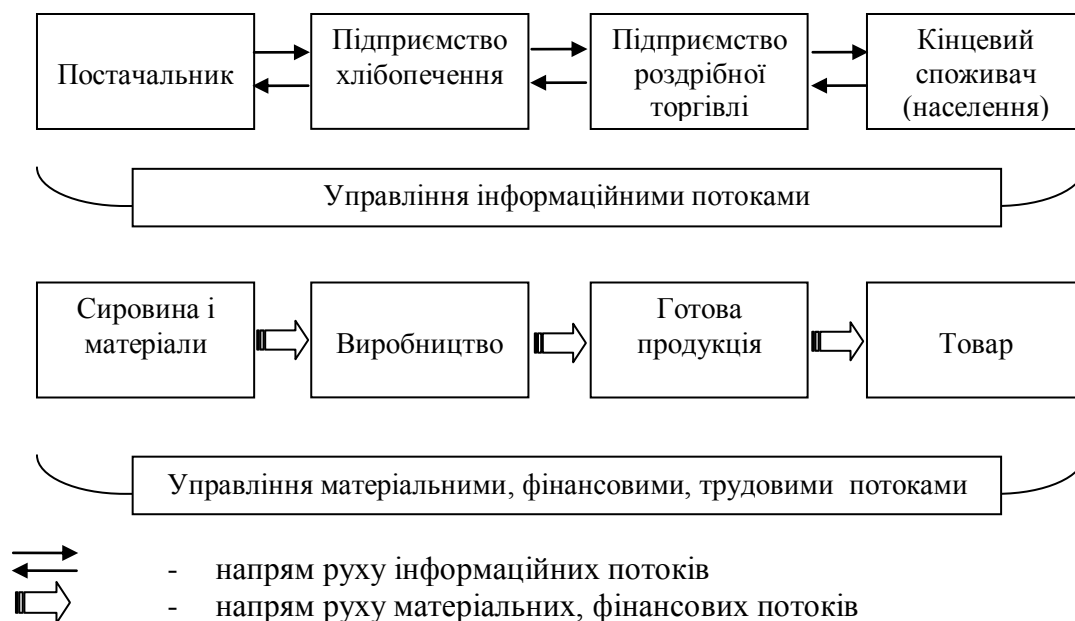 Постачальник
Підприємство
хлібопечення
Підприємство
роздрібної
торгівлі
Кінцевий
споживач
(населення)
Управління інформаційними потоками
Сировина і
матеріали
Виробництво
Готова
продукція
Товар
Управління матеріальними, фінансовими, трудовими потоками
- напрям руху інформаційних потоків
- напрям руху матеріальних, фінансових потоків